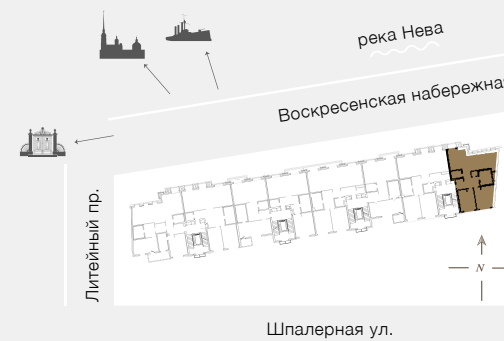 река Нева
Воскресенская набережна
Литейный пр.
N
Шпалерная ул.